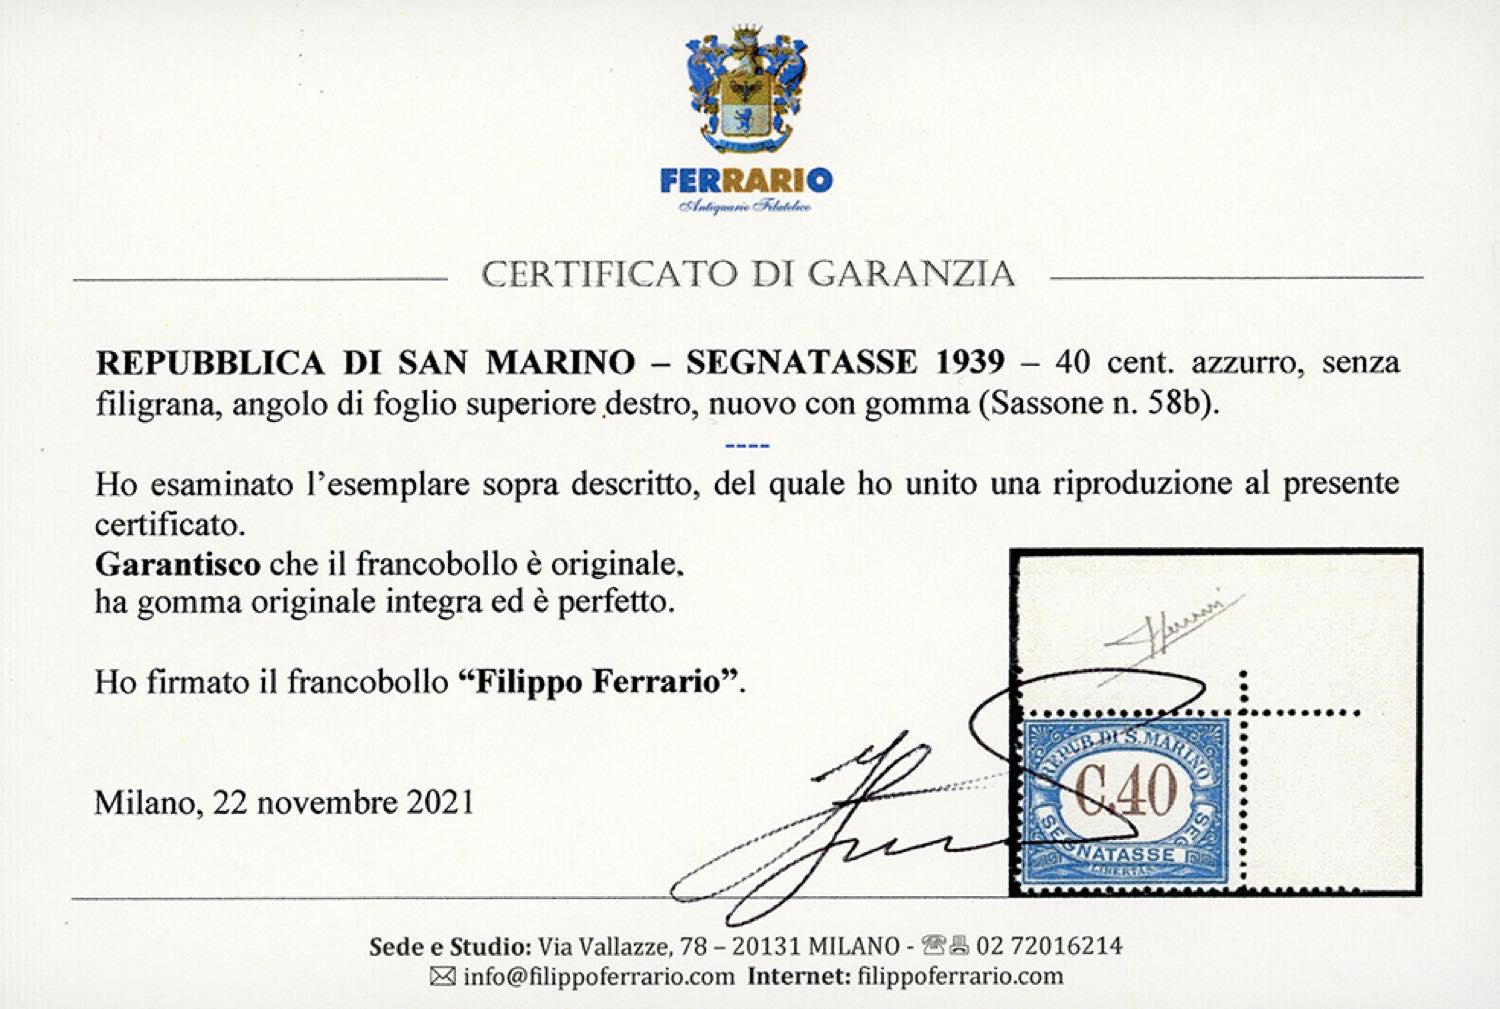 FERRARIO
Antiquario Filatelico
CERTIFICATO DI GARANZIA
REPUBBLICA DI SAN MARINO – SEGNATASSE 1939 – 40 cent. azzurro, senza
filigrana, angolo di foglio superiore destro, nuovo con gomma (Sassone n. 58b).
----
Ho esaminato l’esemplare sopra descritto, del quale ho unito una riproduzione al presente
certificato.
Garantisco che il francobollo è originale.
ha gomma originale integra ed è perfetto.
Ho firmato il francobollo “Filippo Ferrario”.
Milano, 22 novembre 2021
REPUB. DI S. MARINO
C.40
SEGNATASSE
LIBERTAS
Sede e Studio: Via Vallazze, 78 – 20131 MILANO - 02 72016214
info@filippoferrario.com Internet: filippoferrario.com